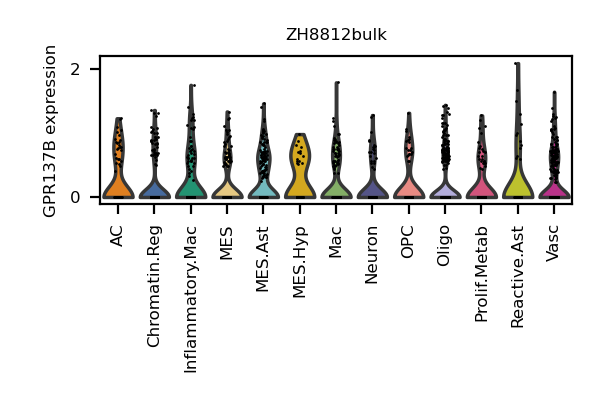 ZH8812bulk
GPR137B expression
2
0
AC
Chromatin.Reg
Inflammatory.Mac
MES
MES.Ast
MES.Hyp
Mac
Neuron
OPC
Oligo
Prolif.Metab
Reactive.Ast
Vasc